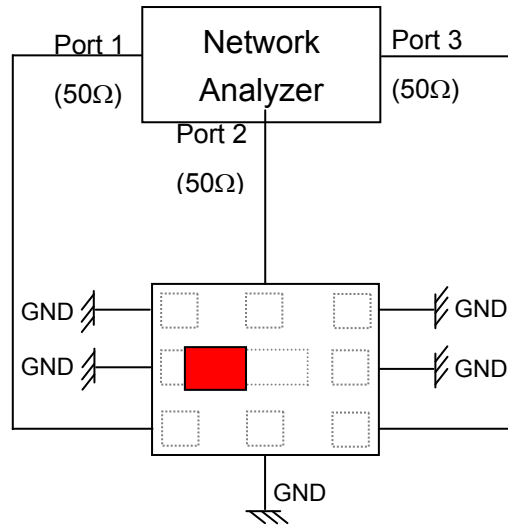 Port 1
Network
Port 3
(50Ω)
Analyzer
(50Ω)
Port 2
(50Ω)
GND
GND
GND
GND
GND